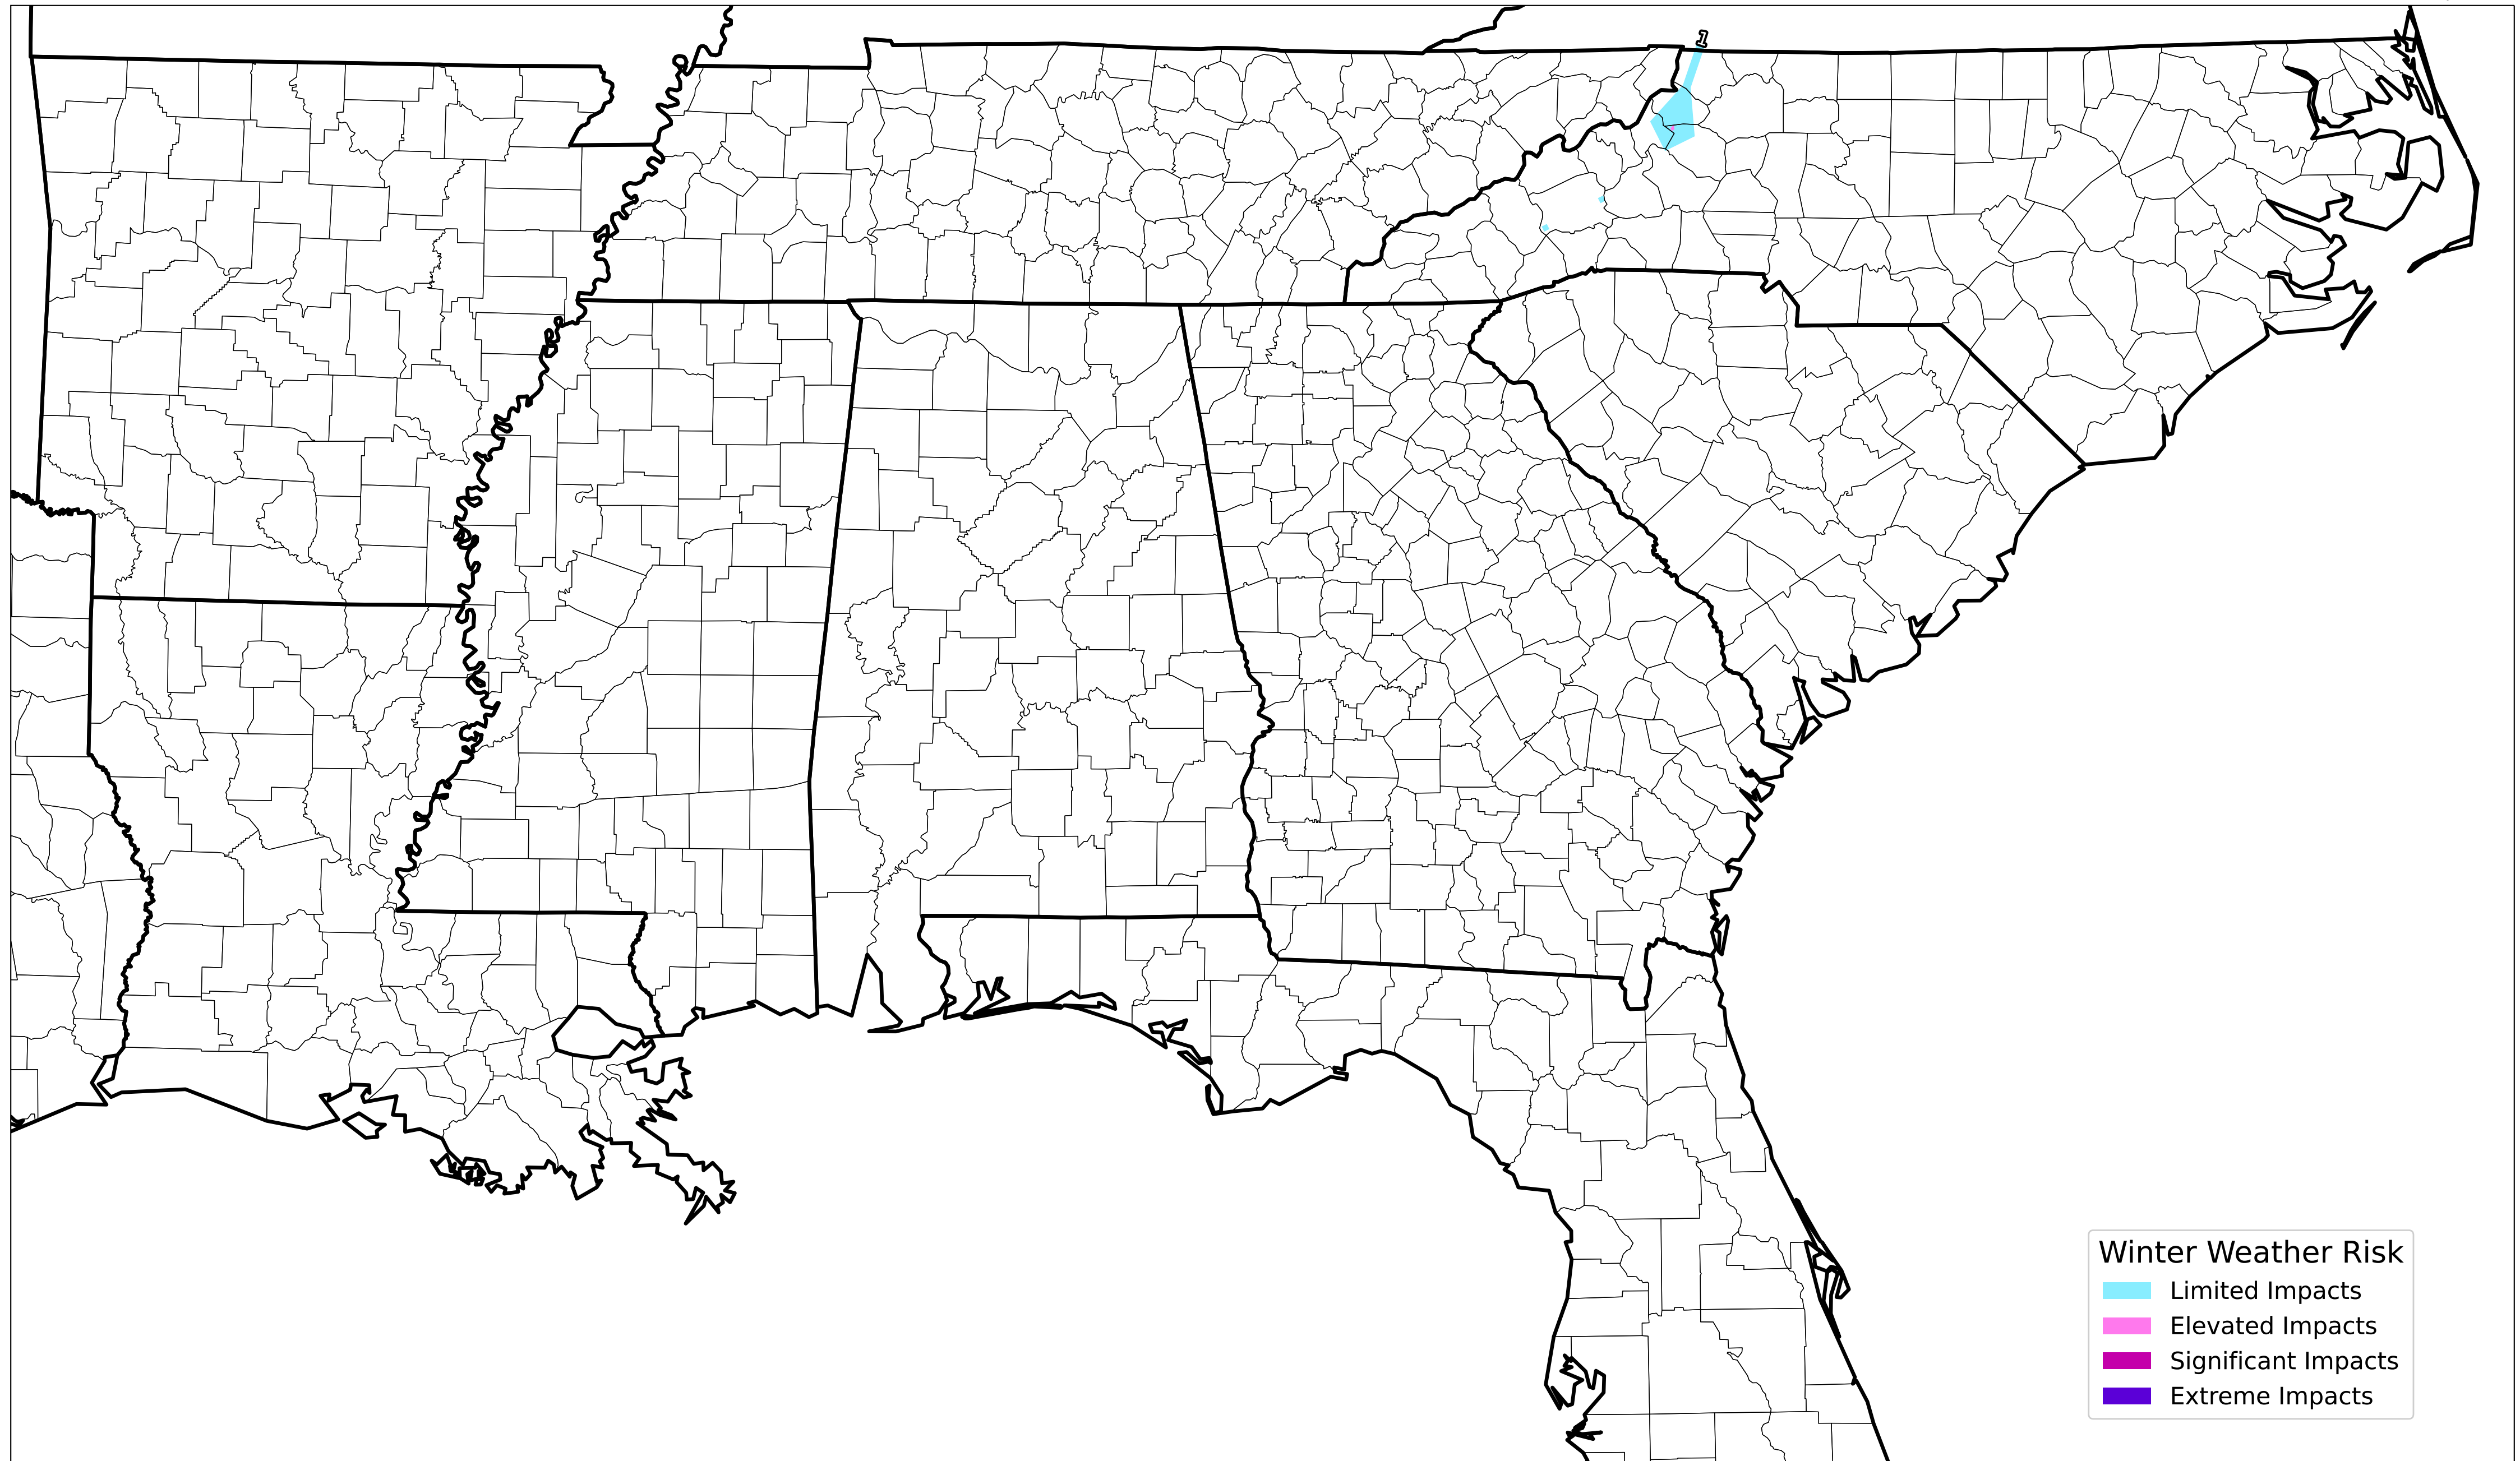 1
Winter Weather Risk
Limited Impacts
Elevated Impacts
Significant Impacts
Extreme Impacts